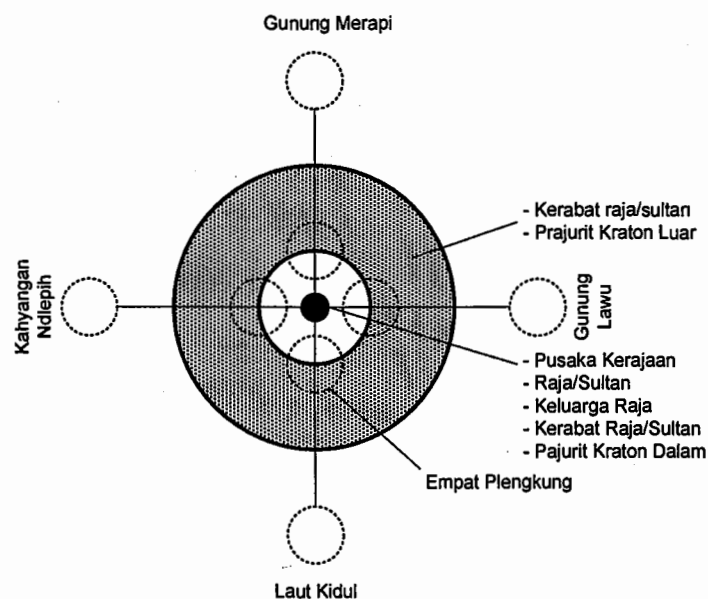 Gunung Merapi
- Kerabat raja/sultan
- Prajurit Kraton Luar
Kahyangan
Ndlepih
Gunung
Lawu
- Pusaka Kerajaan
- Raja/Sultan
- Keluarga Raja
- Kerabat Raja/Sultan
- Pajurit Kraton Dalam
Empat Plengkung
Laut Kidul